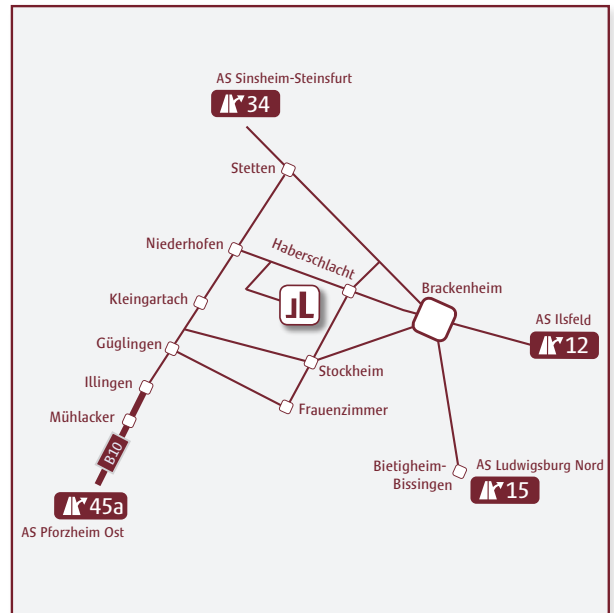 AS Sinsheim-Steinsfurt
34
Stetten
Niederhofen
Haberschlacht
Brackenheim
Kleingartach
AS Ilsfeld
12
Güglingen
Stockheim
Illingen
Frauenzimmer
Mühlacker
B10
Bietigheim-
Bissingen
AS Ludwigsburg Nord
15
45a
AS Pforzheim Ost